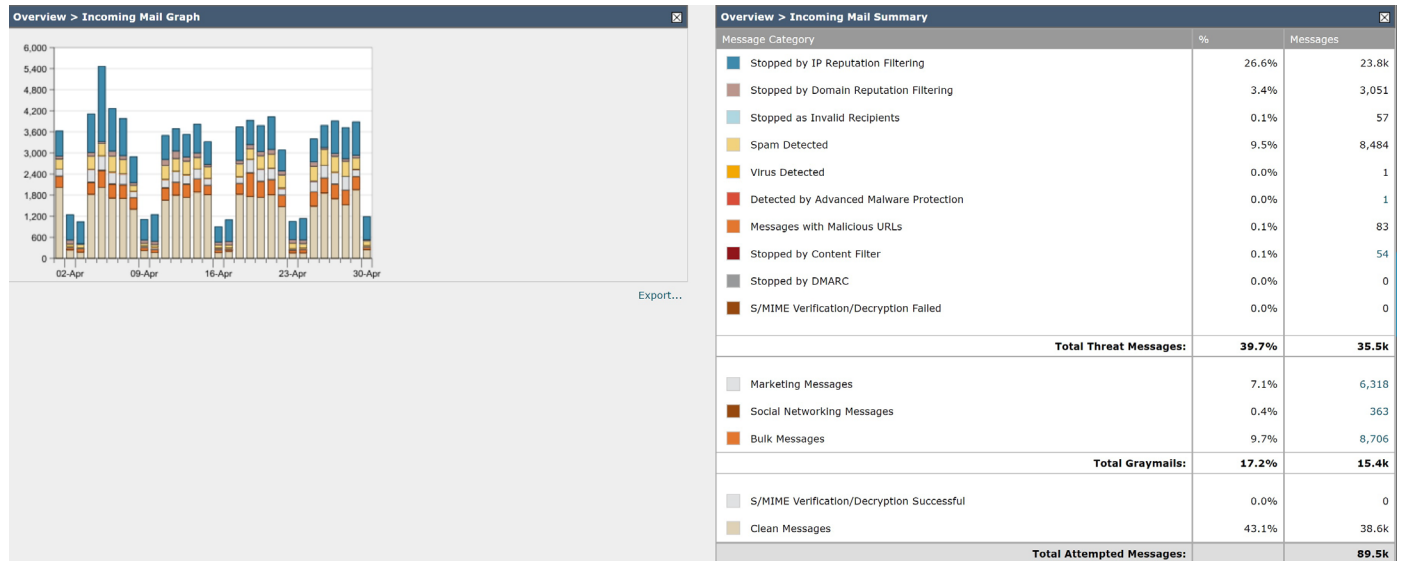 Overview > Incoming Mail Graph
6,000
5,400
4,800
4,200
3,600
3,000
2,400
1,800
1,200
600
0
02-Apr 09-Apr 16-Apr 23-Apr 30-Apr
Export...
Overview > Incoming Mail Summary
Message Category % Messages
Stopped by IP Reputation Filtering 26.6% 23.8k
Stopped by Domain Reputation Filtering 3.4% 3,051
Stopped as Invalid Recipients 0.1% 57
Spam Detected 9.5% 8,484
Virus Detected 0.0% 1
Detected by Advanced Malware Protection 0.0% 1
Messages with Malicious URLs 0.1% 83
Stopped by Content Filter 0.1% 54
Stopped by DMARC 0.0% 0
S/MIME Verification/Decryption Failed 0.0% 0
Total Threat Messages: 39.7% 35.5k
Marketing Messages 7.1% 6,318
Social Networking Messages 0.4% 363
Bulk Messages 9.7% 8,706
Total Graymails: 17.2% 15.4k
S/MIME Verification/Decryption Successful 0.0% 0
Clean Messages 43.1% 38.6k
Total Attempted Messages: 89.5k